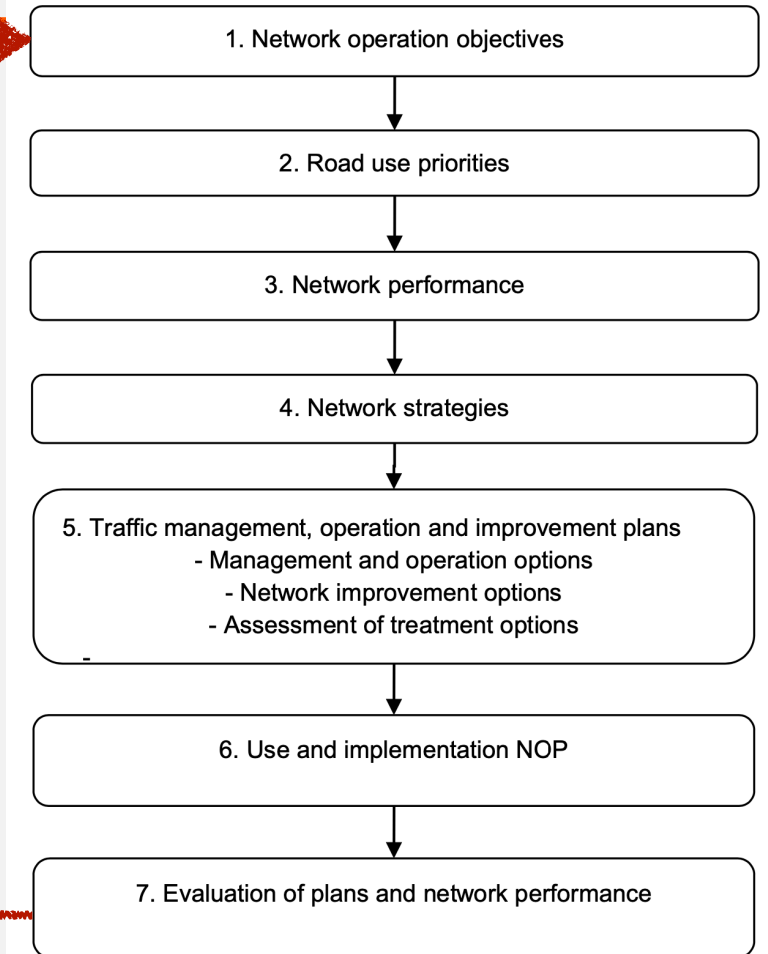 1. Network operation objectives
2. Road use priorities
3. Network performance
4. Network strategies
5. Traffic management, operation and improvement plans
- Management and operation options
- Network improvement options
- Assessment of treatment options
-
6. Use and implementation NOP
7. Evaluation of plans and network performance